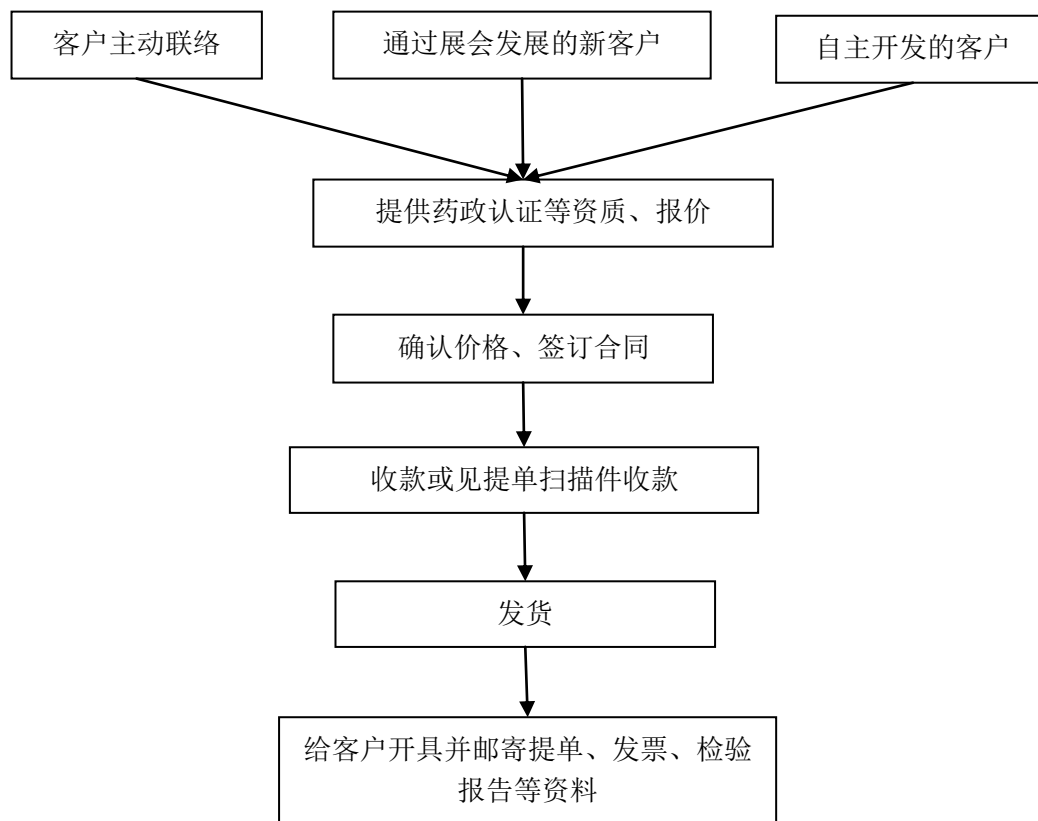 客户主动联络
通过展会发展的新客户
自主开发的客户
提供药政认证等资质、报价
确认价格、签订合同
收款或见提单扫描件收款
发货
给客户开具并邮寄提单、发票、检验
报告等资料